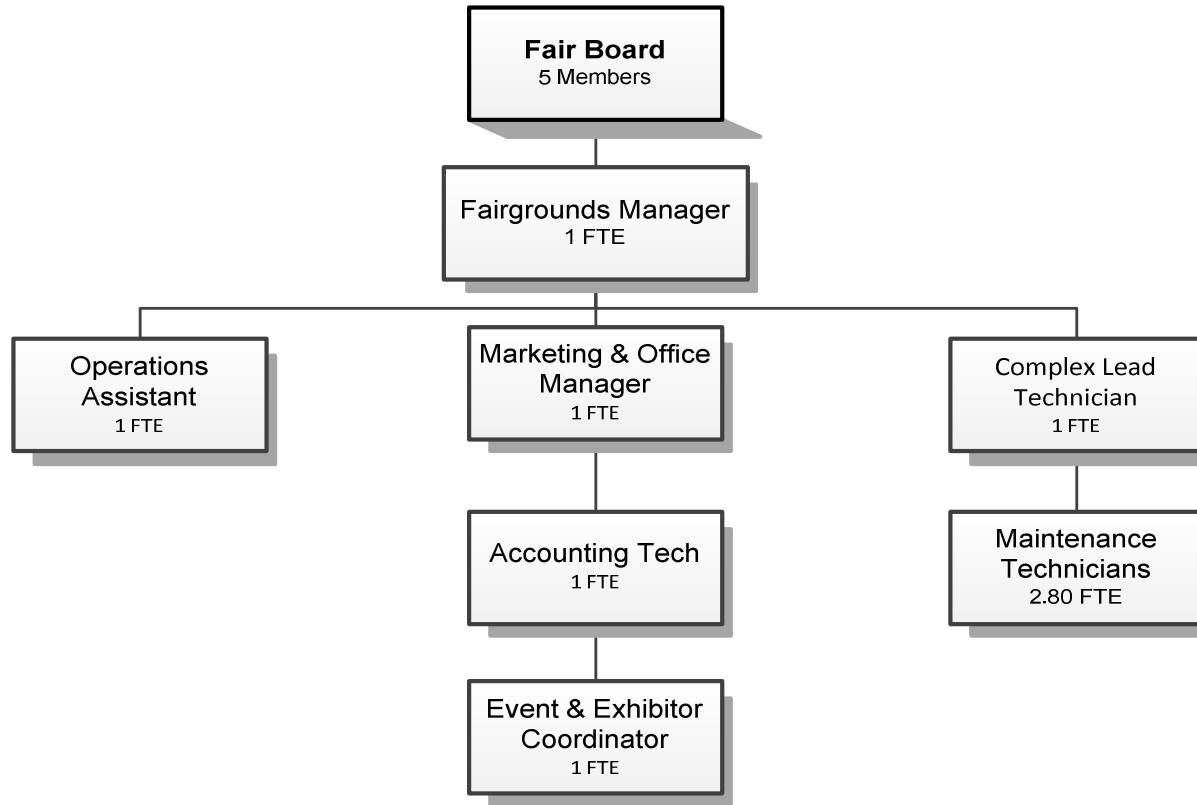 Fair Board
5 Members
Fairgrounds Manager
1 FTE
Operations
Assistant
1 FTE
Marketing & Office
Manager
1 FTE
Complex Lead
Technician
1 FTE
Accounting Tech
1 FTE
Maintenance
Technicians
2.80 FTE
Event & Exhibitor
Coordinator
1 FTE